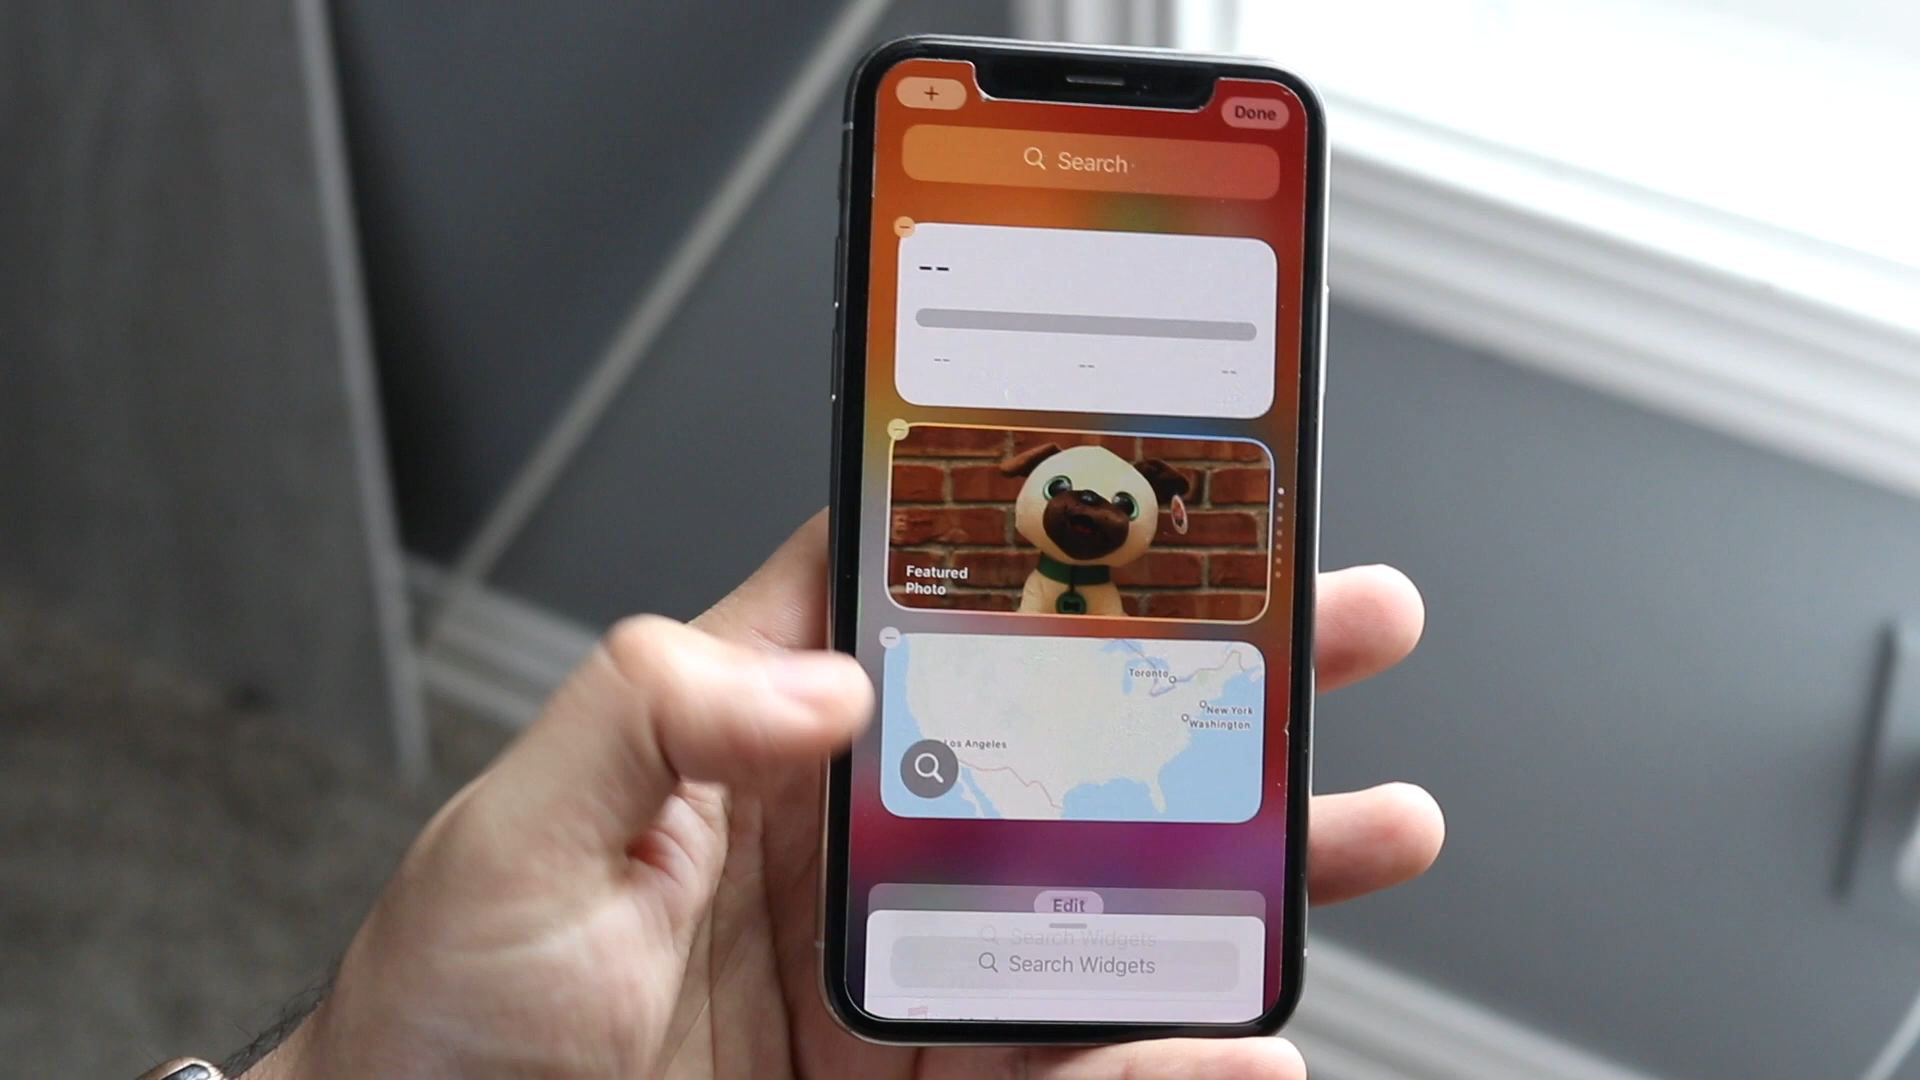 +
Done
Search
--
-- -- --
Featured
Photo
Toronto
New York
Washington
Los Angeles
Edit
Search Widgets
Search Widgets